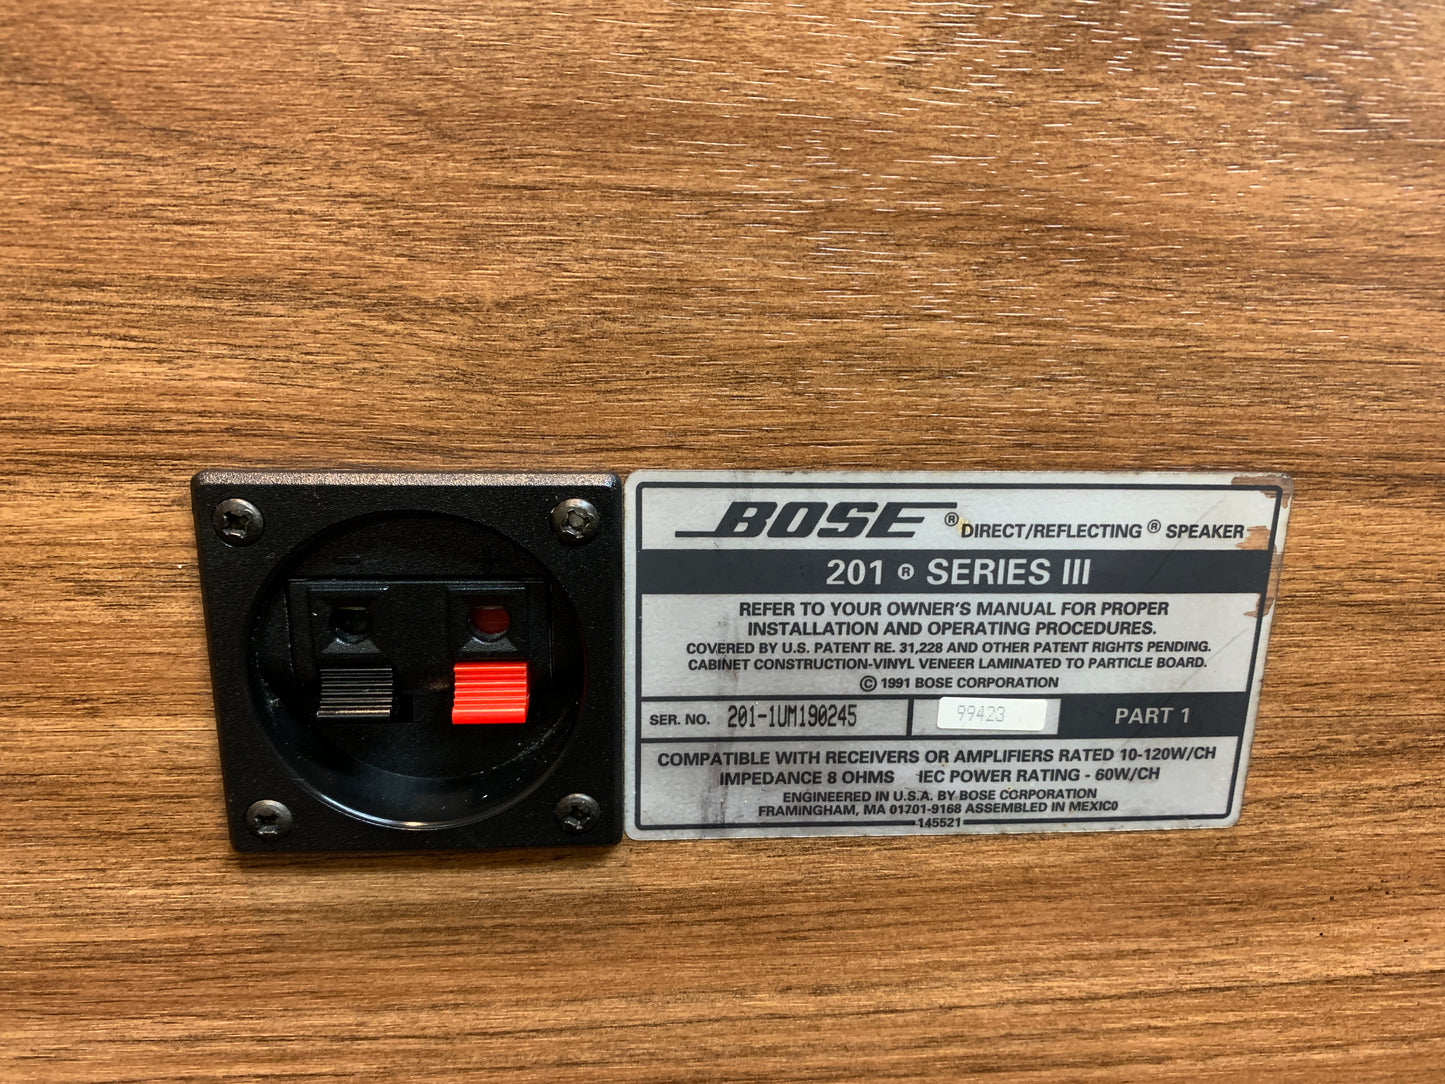 - +
BOSE ® DIRECT/REFLECTING ® SPEAKER
201 ® SERIES III
REFER TO YOUR OWNER'S MANUAL FOR PROPER
INSTALLATION AND OPERATING PROCEDURES.
COVERED BY U.S. PATENT RE. 31,228 AND OTHER PATENT RIGHTS PENDING.
CABINET CONSTRUCTION-VINYL VENEER LAMINATED TO PARTICLE BOARD.
© 1991 BOSE CORPORATION
SER. NO. 201-1UM190245 99423 PART 1
COMPATIBLE WITH RECEIVERS OR AMPLIFIERS RATED 10-120W/CH
IMPEDANCE 8 OHMS IEC POWER RATING - 60W/CH
ENGINEERED IN U.S.A. BY BOSE CORPORATION
FRAMINGHAM, MA 01701-9168 ASSEMBLED IN MEXICO
145521